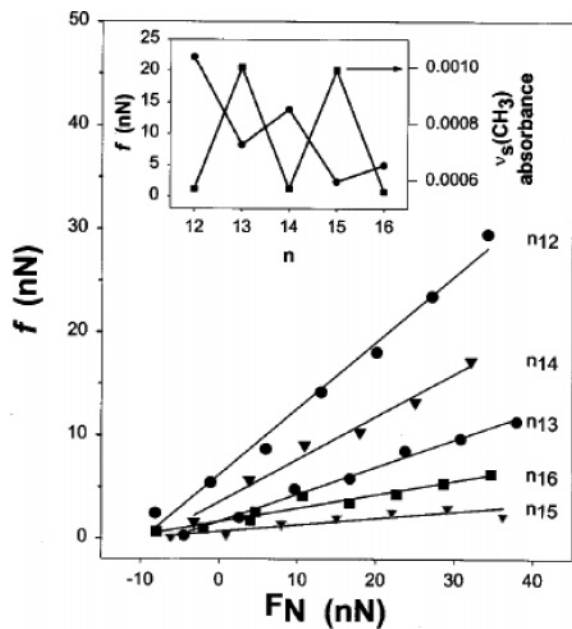 50
40
30
20
10
0
f (nN)
-10 0 10 20 30 40
FN (nN)
n12
n14
n13
n16
n15
25
20
15
10
5
0
f (nN)
12 13 14 15 16
n
0.0010
0.0008
0.0006
νs(CH3)
absorbance